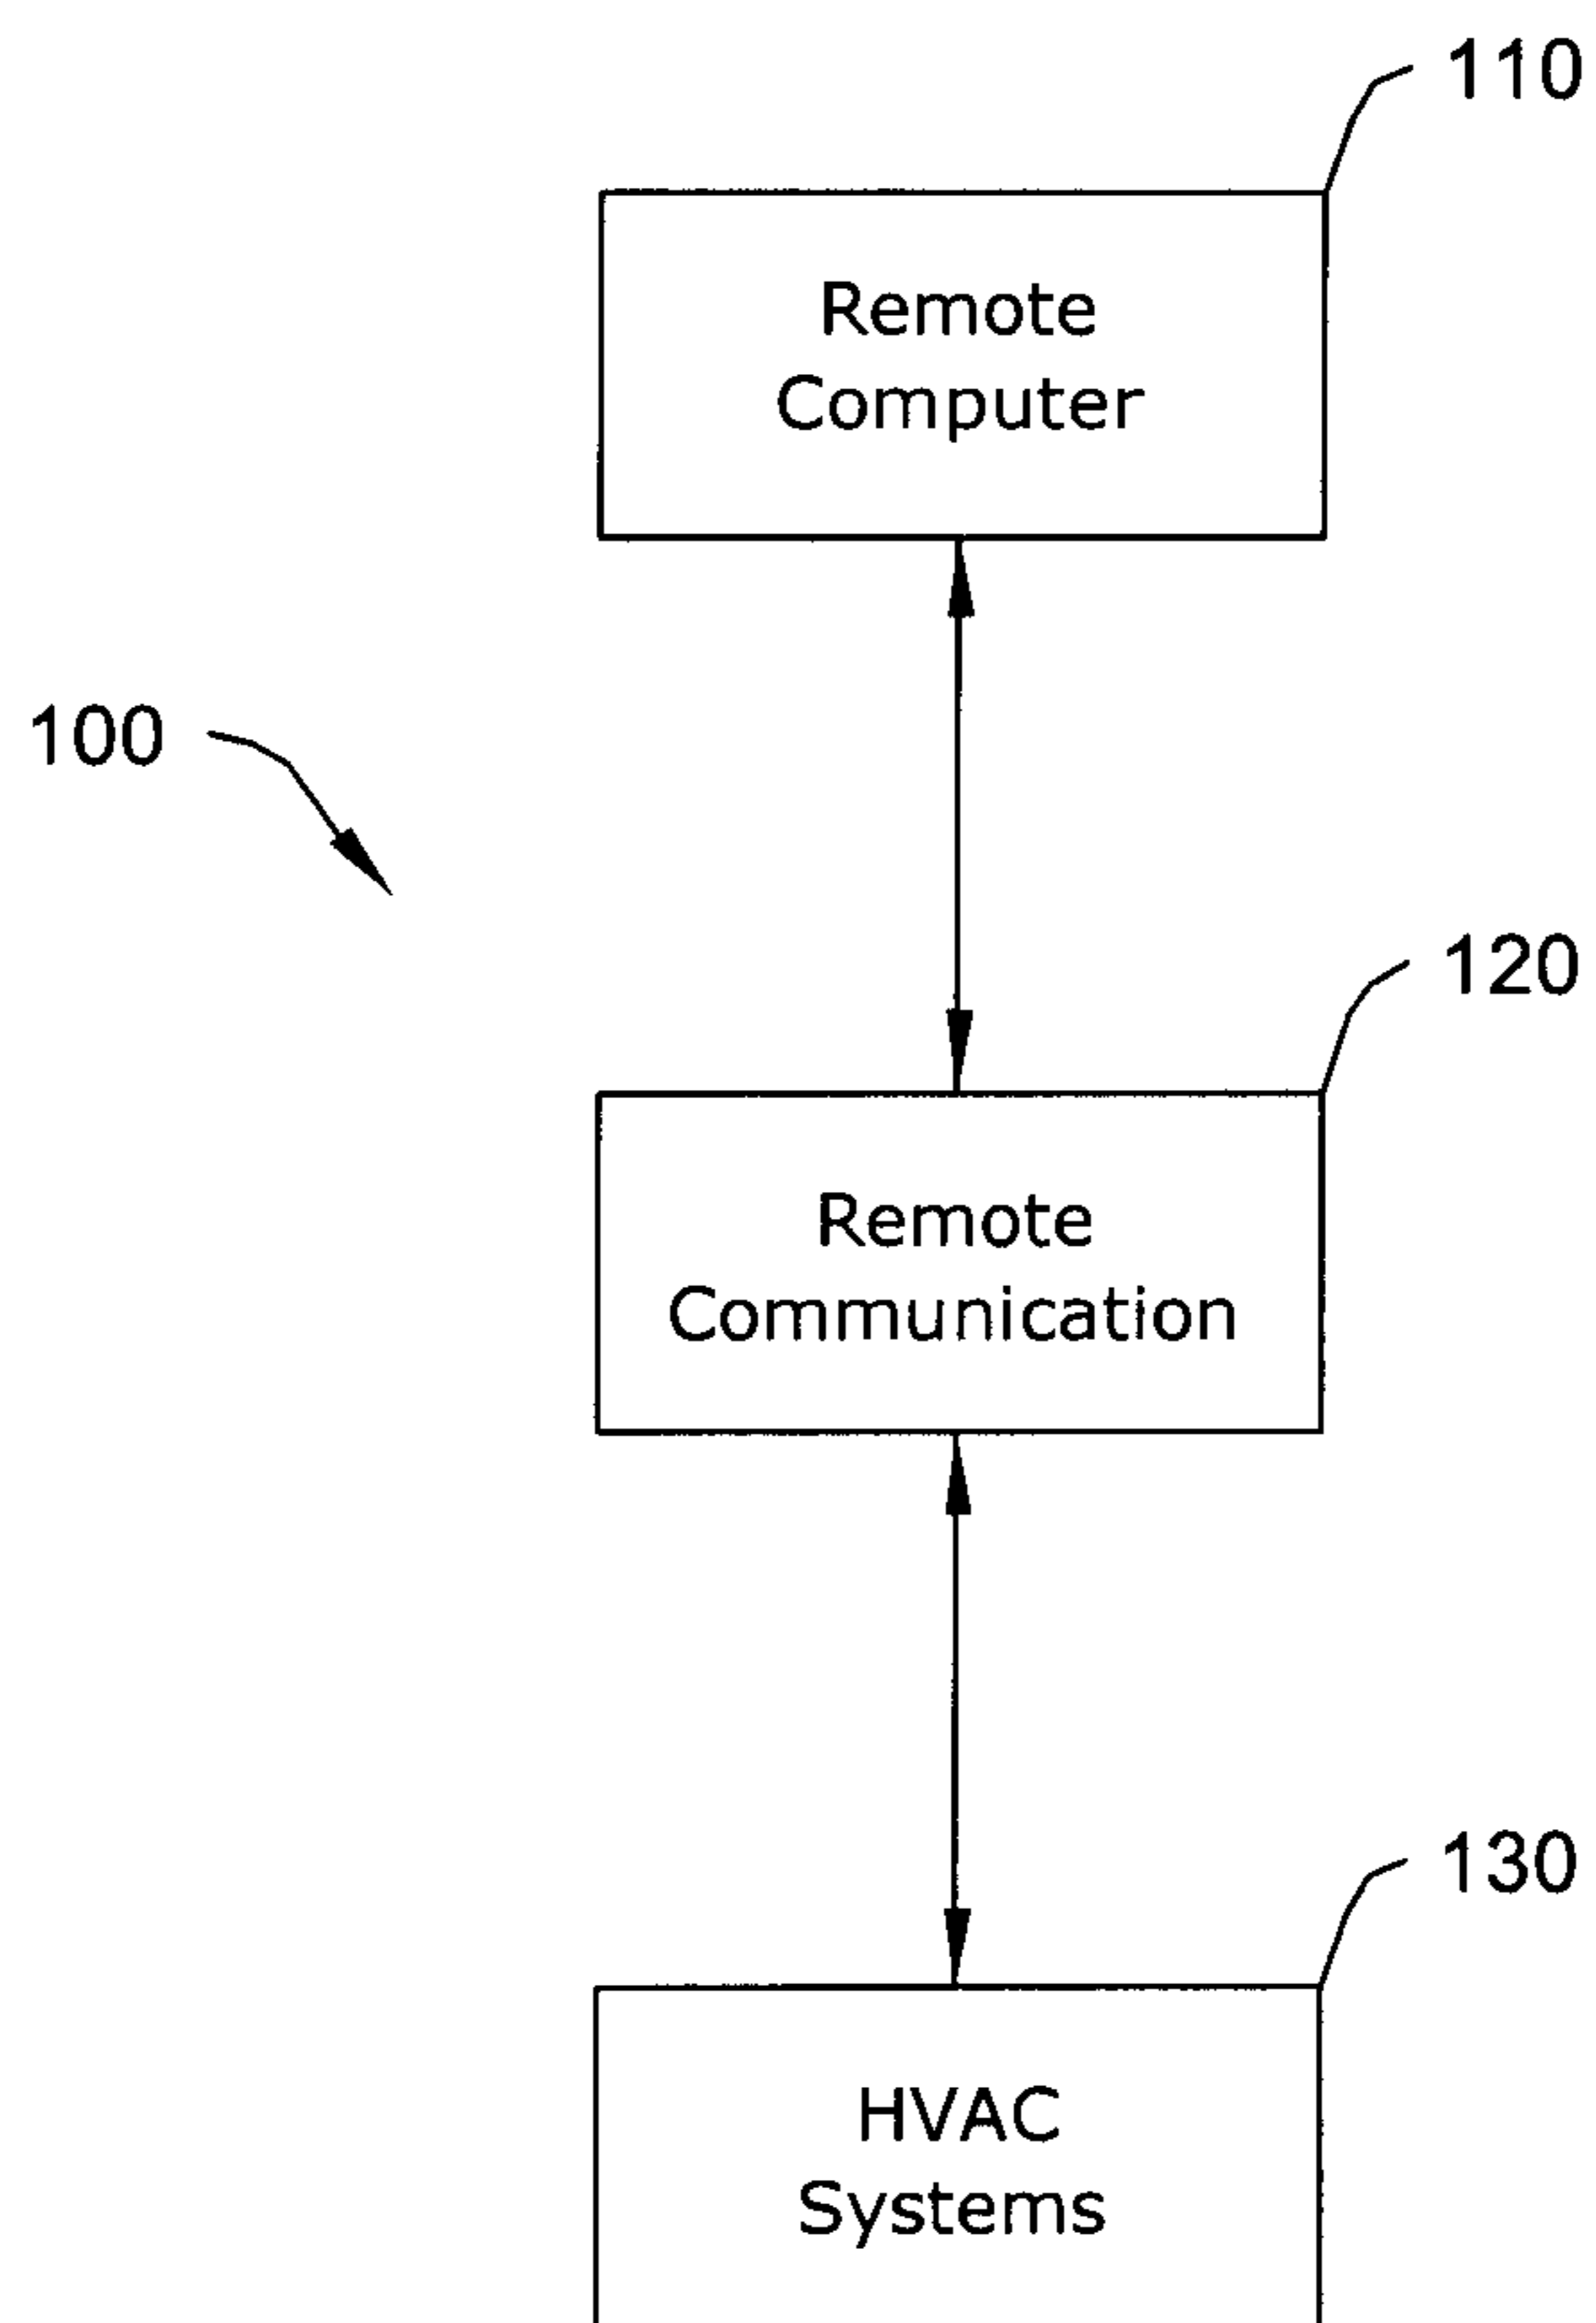 110
Remote
Computer
100
120
Remote
Communication
130
HVAC
Systems